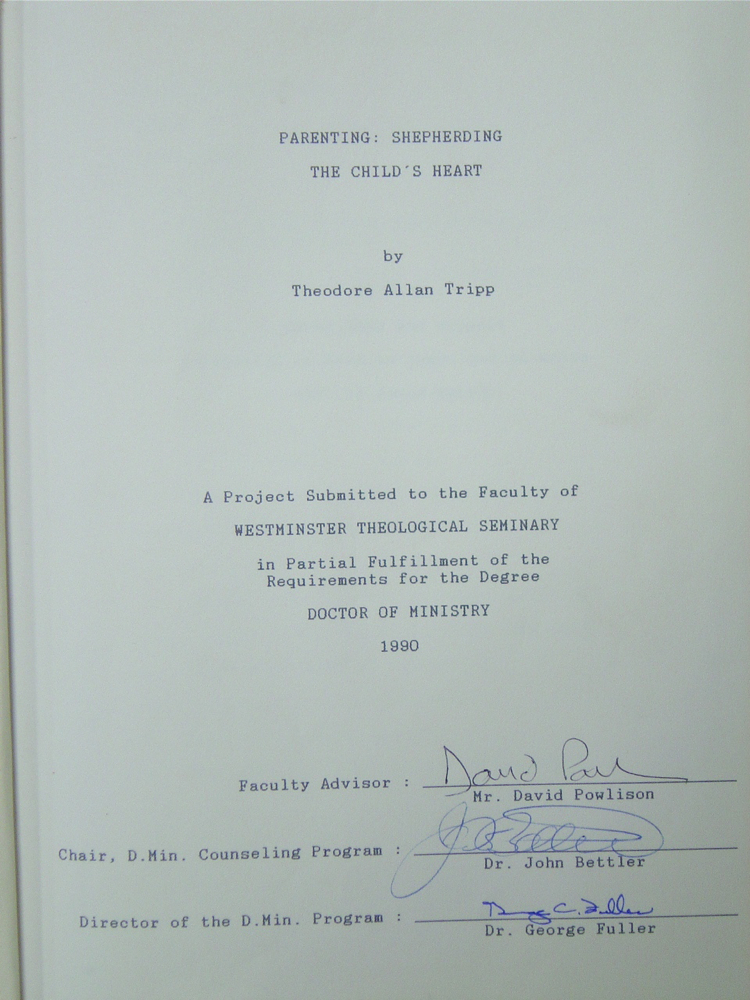 PARENTING: SHEPHERDING
THE CHILD'S HEART
by
Theodore Allan Tripp
A Project Submitted to the Faculty of
WESTMINSTER THEOLOGICAL SEMINARY
in Partial Fulfillment of the
Requirements for the Degree
DOCTOR OF MINISTRY
1990
Faculty Advisor :
Mr. David Powlison
Chair, D.Min. Counseling Program :
Dr. John Bettler
Director of the D.Min. Program :
Dr. George Fuller